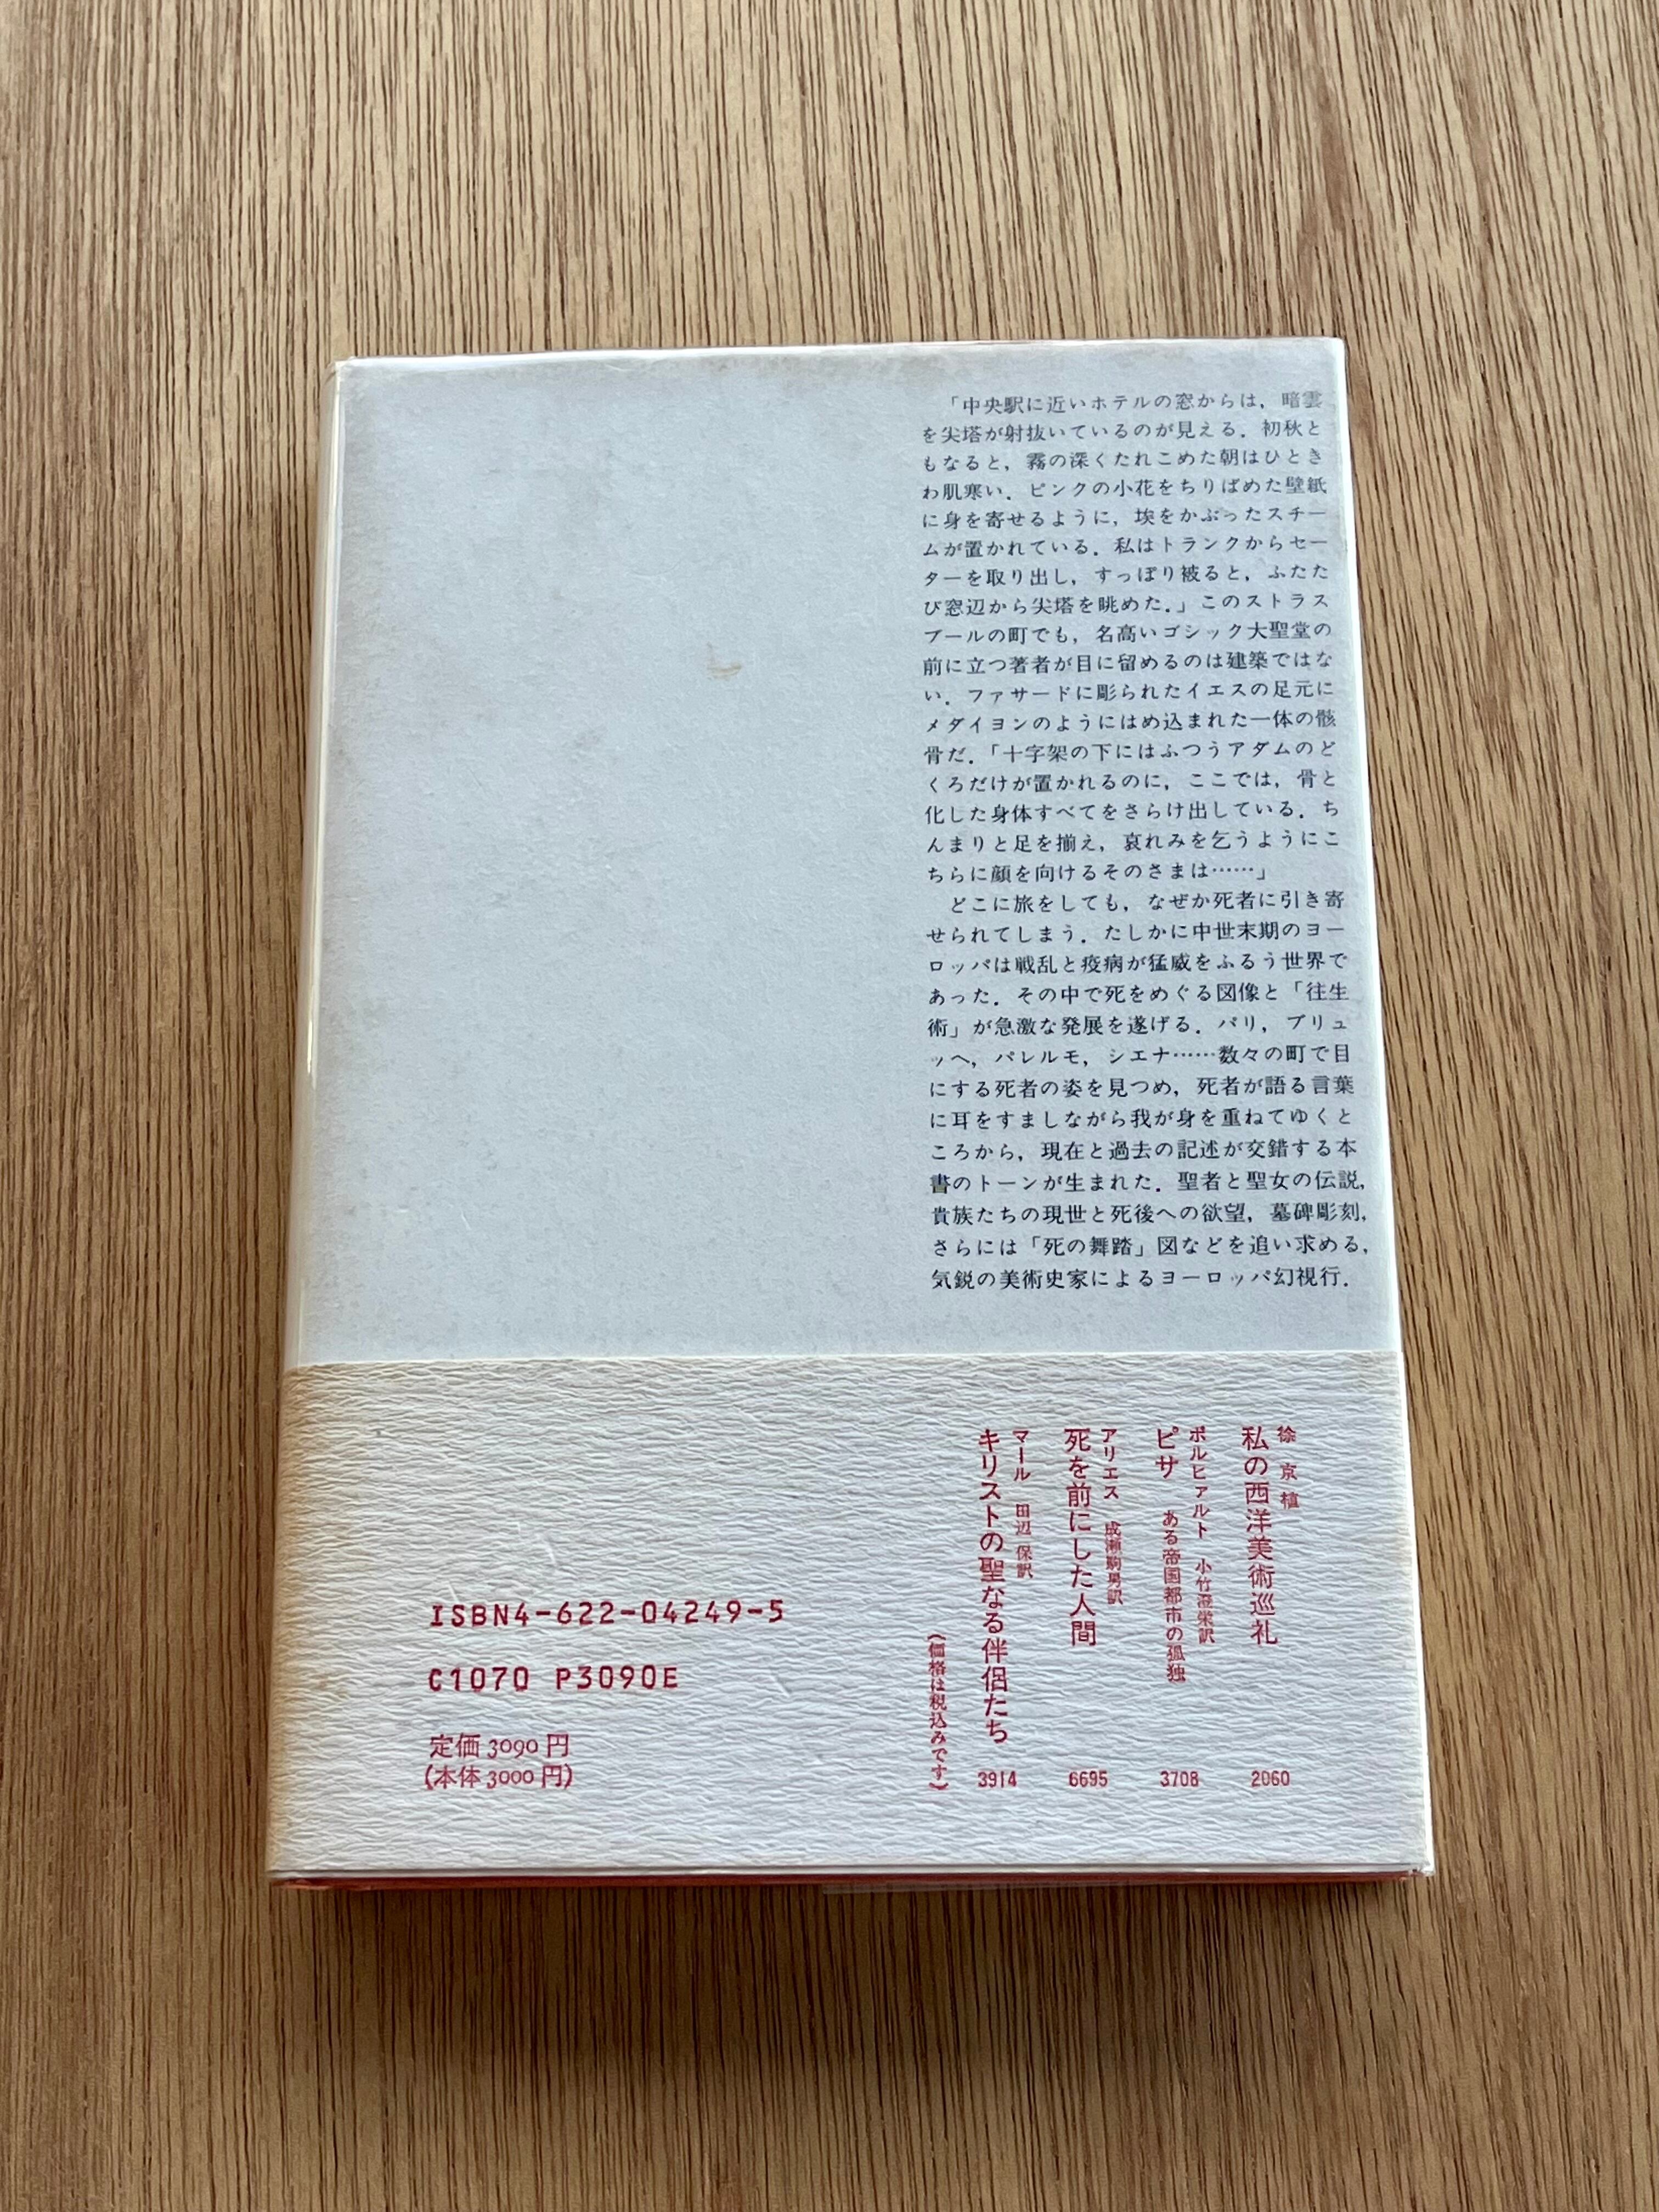 「中央駅に近いホテルの窓からは，暗雲
を尖塔が射抜いているのが見える．初秋と
もなると，霧の深くたれこめた朝はひとき
わ肌寒い．ピンクの小花をちりばめた壁紙
に身を寄せるように，埃をかぶったスチー
ムが置かれている．私はトランクからセー
ターを取り出し，すっぽり被ると，ふたた
び窓辺から尖塔を眺めた．」このストラス
ブールの町でも，名高いゴシック大聖堂の
前に立つ著者が目に留めるのは建築ではな
い．ファサードに彫られたイエスの足元に
メダイヨンのようにはめ込まれた一体の骸
骨だ．「十字架の下にはふつうアダムのど
くろだけが置かれるのに，ここでは，骨と
化した身体すべてをさらけ出している．ち
んまりと足を揃え，哀れみを乞うようにこ
ちらに顔を向けるそのさまは……」
どこに旅をしても，なぜか死者に引き寄
せられてしまう．たしかに中世末期のヨー
ロッパは戦乱と疫病が猛威をふるう世界で
あった．その中で死をめぐる図像と「往生
術」が急激な発展を遂げる．パリ，ブリュ
ッヘ，パレルモ，シエナ……数々の町で目
にする死者の姿を見つめ，死者が語る言葉
に耳をすましながら我が身を重ねてゆくと
ころから，現在と過去の記述が交錯する本
書のトーンが生まれた．聖者と聖女の伝説，
貴族たちの現世と死後への欲望，墓碑彫刻，
さらには「死の舞踏」図などを追い求める，
気鋭の美術史家によるヨーロッパ幻視行．
徐 京植
私の西洋美術巡礼 2060
ボルヒァルト 小竹澄栄訳
ピサ ある帝国都市の孤独 3708
アリエス 成瀬駒男訳
死を前にした人間 6695
マール 田辺 保訳
キリストの聖なる伴侶たち 3914
（価格は税込みです）
ISBN4-622-04249-5
C1070 P3090E
定価 3090 円
（本体 3000 円）